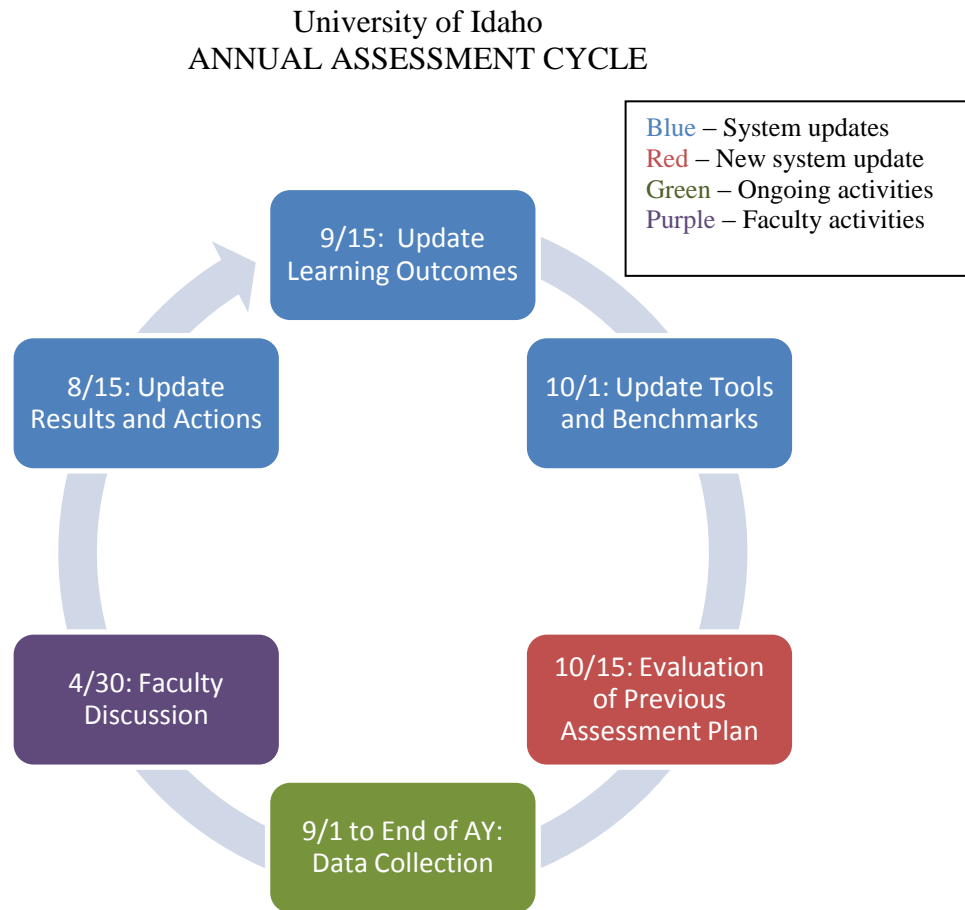 University of Idaho
ANNUAL ASSESSMENT CYCLE
Blue – System updates
Red – New system update
Green – Ongoing activities
Purple – Faculty activities
9/15: Update
Learning Outcomes
10/1: Update Tools
and Benchmarks
10/15: Evaluation
of Previous
Assessment Plan
9/1 to End of AY:
Data Collection
4/30: Faculty
Discussion
8/15: Update
Results and Actions